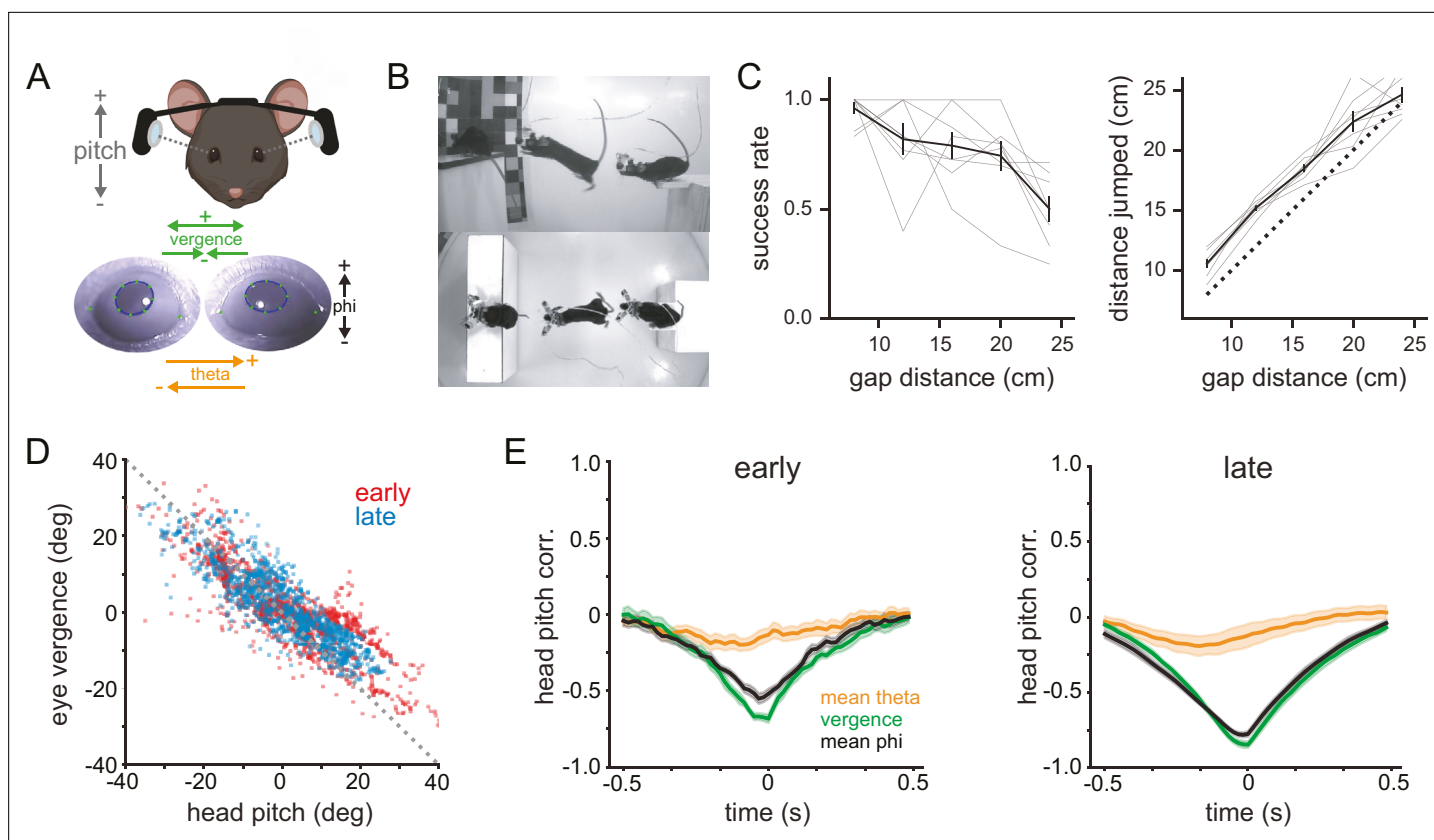 A
+
pitch
-
+
vergence
-
+
phi
-
+
theta
-
B
C
success rate
1.0
0.5
0.0
10
15
20
25
gap distance (cm)
distance jumped (cm)
25
20
15
10
10
15
20
25
gap distance (cm)
D
eye vergence (deg)
40
20
0
-20
-40
early
late
-40
-20
0
20
40
head pitch (deg)
E
early
head pitch corr.
1.0
0.5
0
-0.5
-1.0
mean theta
vergence
mean phi
-0.5
0
0.5
time (s)
late
head pitch corr.
1.0
0.5
0
-0.5
-1.0
-0.5
0
0.5
time (s)